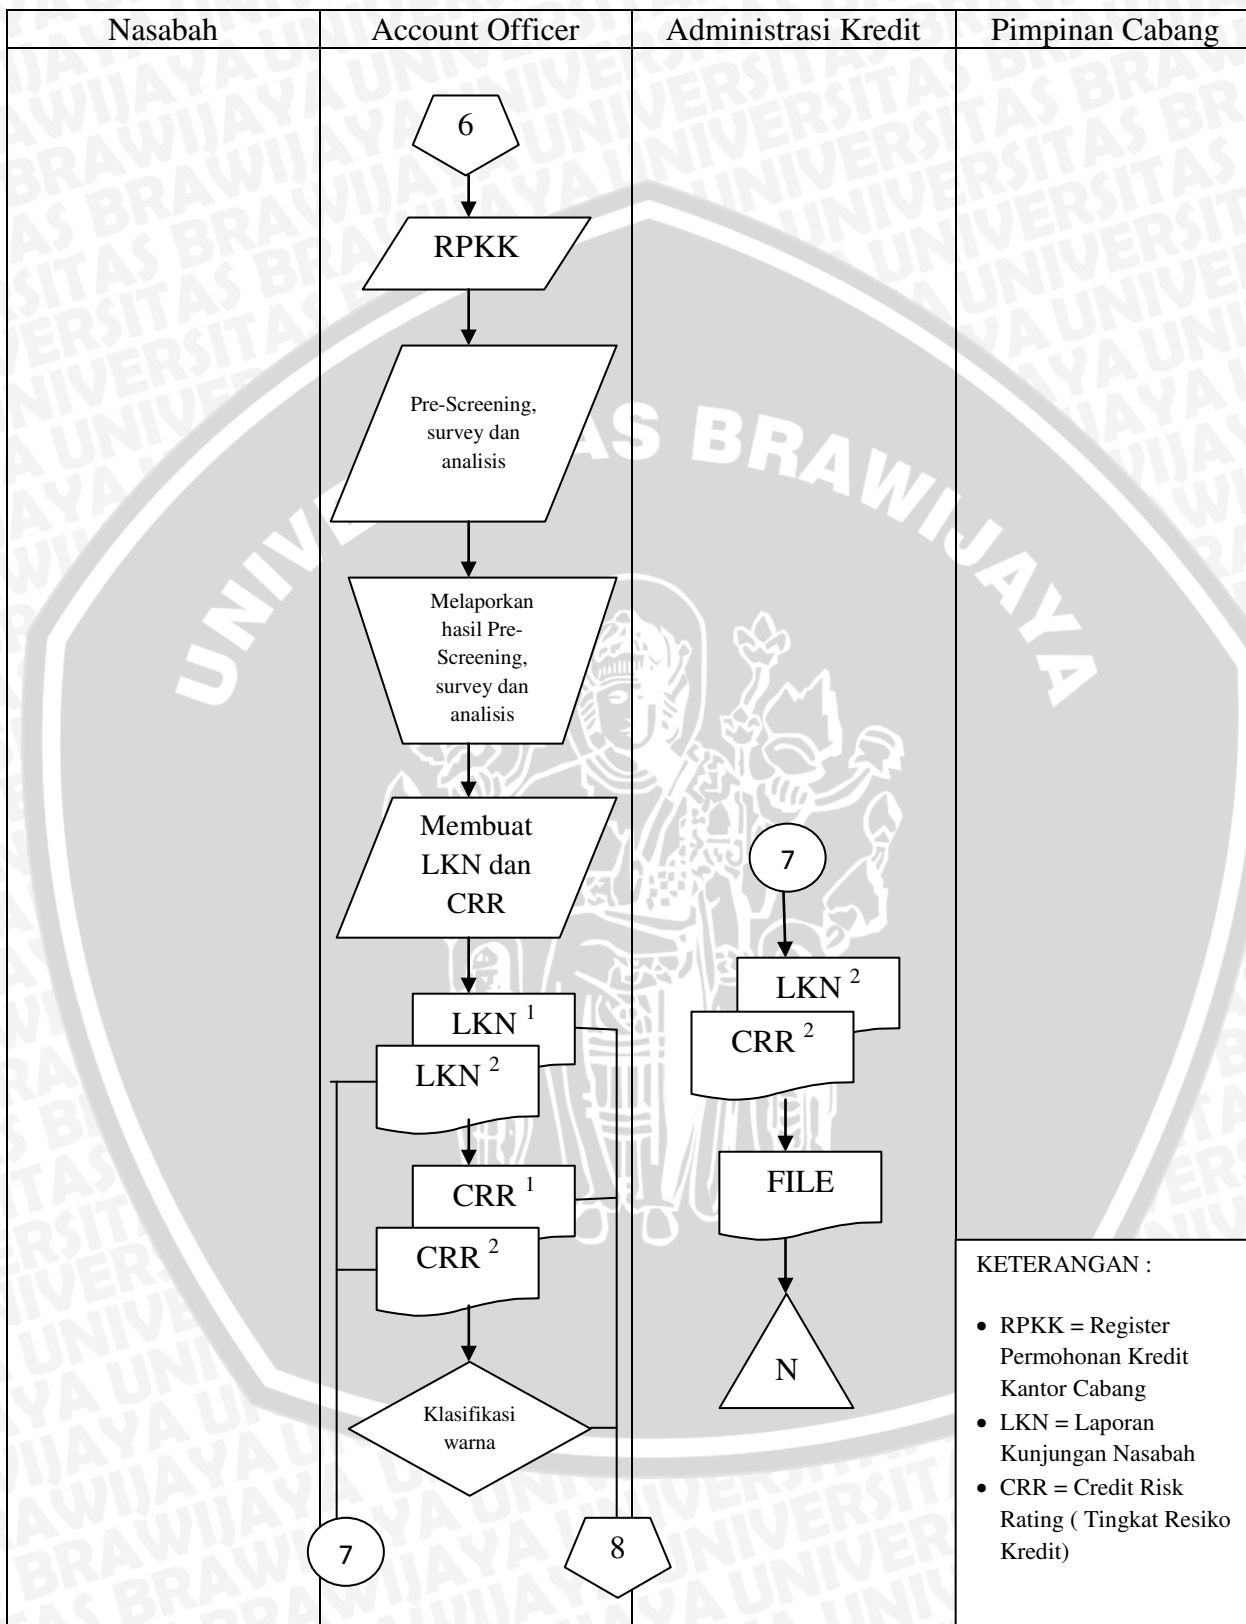 Nasabah
Account Officer
Administrasi Kredit
Pimpinan Cabang
6
RPKK
Pre-Screening,
survey dan
analisis
Melaporkan
hasil Pre-
Screening,
survey dan
analisis
Membuat
LKN dan
CRR
LKN 1
LKN 2
CRR 1
CRR 2
Klasifikasi
warna
7
8
7
LKN 2
CRR 2
FILE
N
KETERANGAN :
• RPKK = Register
Permohonan Kredit
Kantor Cabang
• LKN = Laporan
Kunjungan Nasabah
• CRR = Credit Risk
Rating ( Tingkat Resiko
Kredit)
UNIVERSITAS BRAWIJAYA